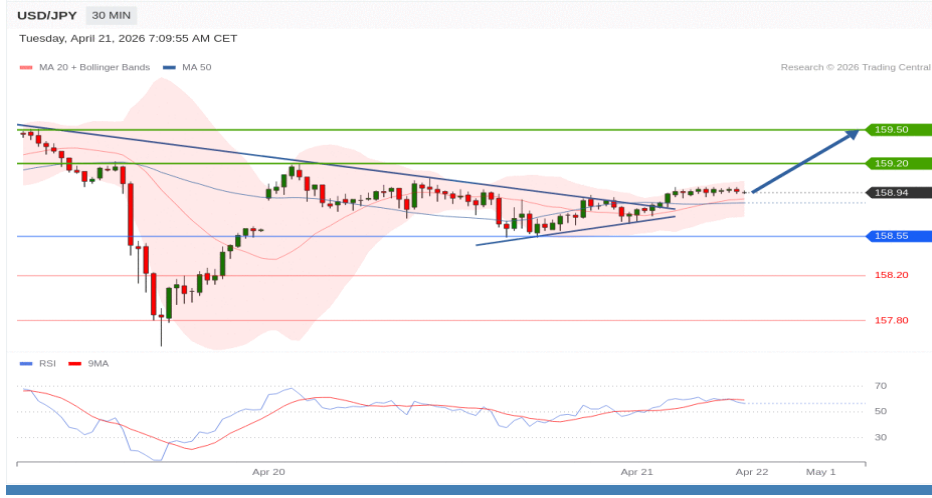 USD/JPY 30 MIN
Tuesday, April 21, 2026 7:09:55 AM CET
MA 20 + Bollinger Bands MA 50 Research © 2026 Trading Central
159.50
159.20
158.94
158.55
158.20
157.80
RSI 9MA
70
50
30
Apr 20 Apr 21 Apr 22 May 1